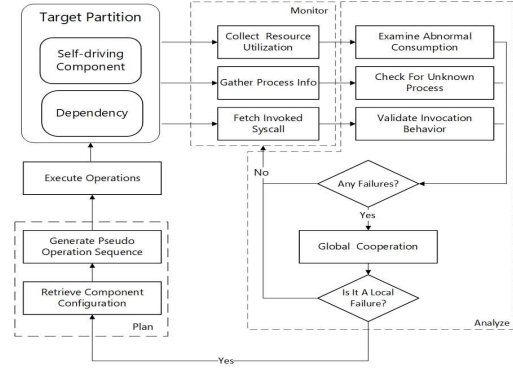 Target Partition
Self-driving
Component
Dependency
Monitor
Collect Resource
Utilization
Gather Process Info
Fetch Invoked
Syscall
Examine Abnormal
Consumption
Check For Unknown
Process
Validate Invocation
Behavior
Execute Operations
No
Any Failures?
Yes
Generate Pseudo
Operation Sequence
Global Cooperation
Retrieve Component
Configuration
Is It A Local
Failure?
Plan
Analyze
Yes